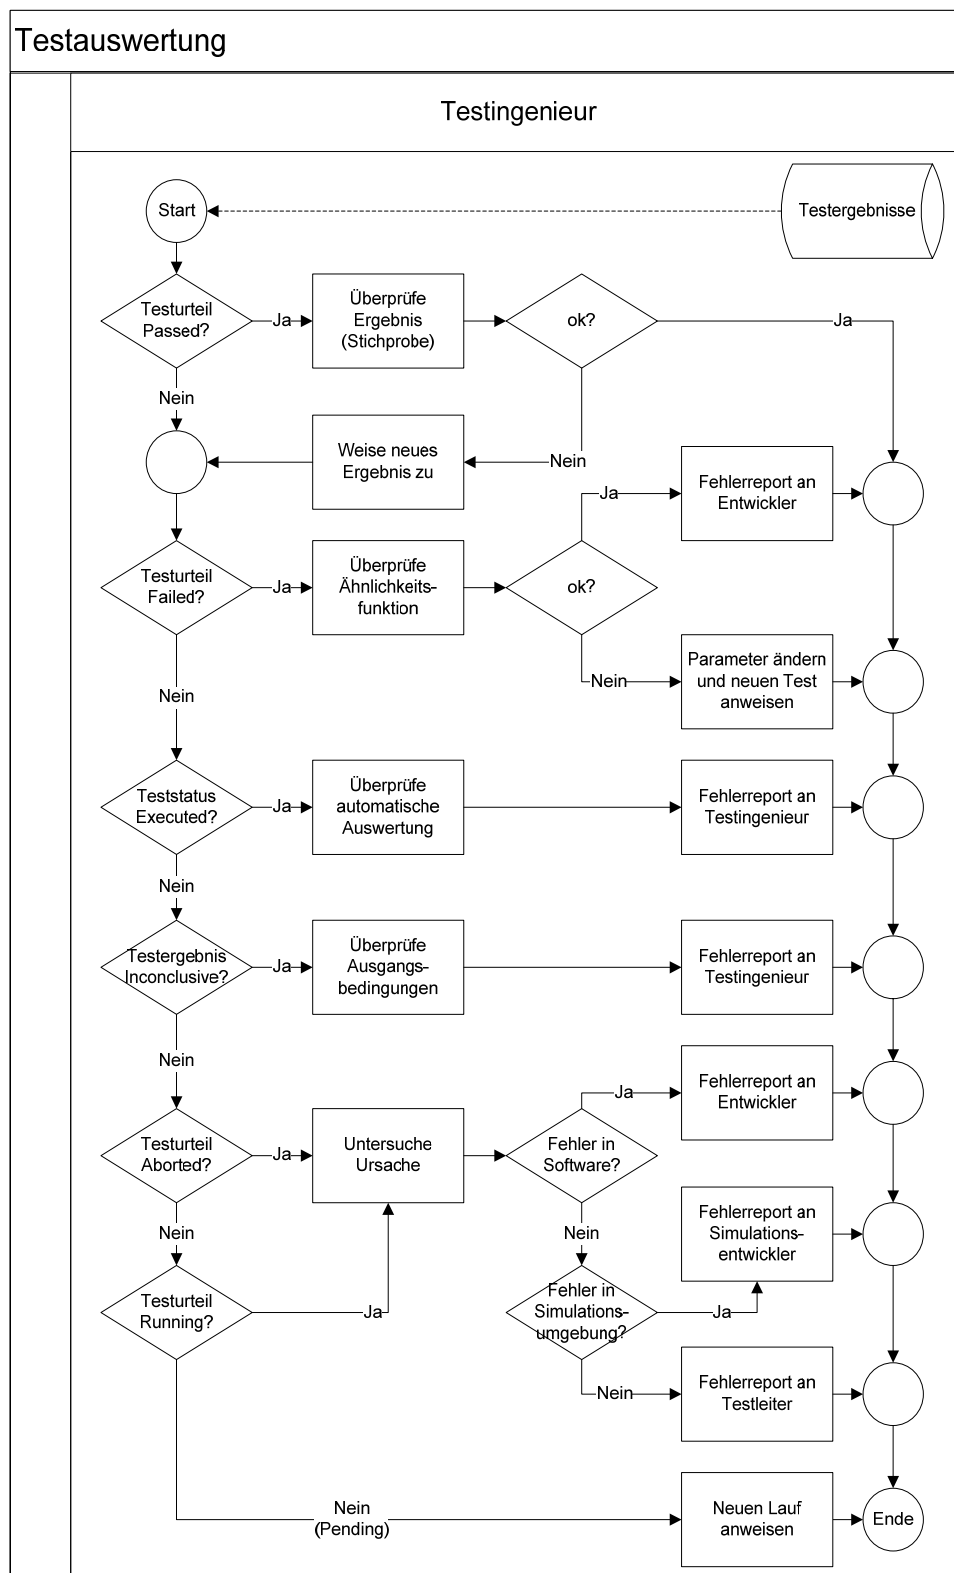 Testauswertung
Testingenieur
Start
Testergebnisse
Testurteil
Passed?
Ja
Überprüfe
Ergebnis
(Stichprobe)
ok?
Ja
Nein
Weise neues
Ergebnis zu
Nein
Ja
Fehlerreport an
Entwickler
Testurteil
Failed?
Ja
Überprüfe
Ähnlichkeits-
funktion
ok?
Nein
Parameter ändern
und neuen Test
anweisen
Nein
Teststatus
Executed?
Ja
Überprüfe
automatische
Auswertung
Fehlerreport an
Testingenieur
Nein
Testergebnis
Inconclusive?
Ja
Überprüfe
Ausgangs-
bedingungen
Fehlerreport an
Testingenieur
Nein
Ja
Fehlerreport an
Entwickler
Testurteil
Aborted?
Ja
Untersuche
Ursache
Fehler in
Software?
Nein
Nein
Fehlerreport an
Simulations-
entwickler
Testurteil
Running?
Ja
Fehler in
Simulations-
umgebung?
Ja
Nein
Fehlerreport an
Testleiter
Nein
(Pending)
Neuen Lauf
anweisen
Ende